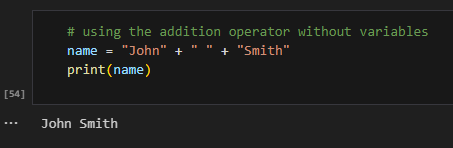 # using the addition operator without variables
name = "John" + " " + "Smith"
print(name)
[54]
... John Smith